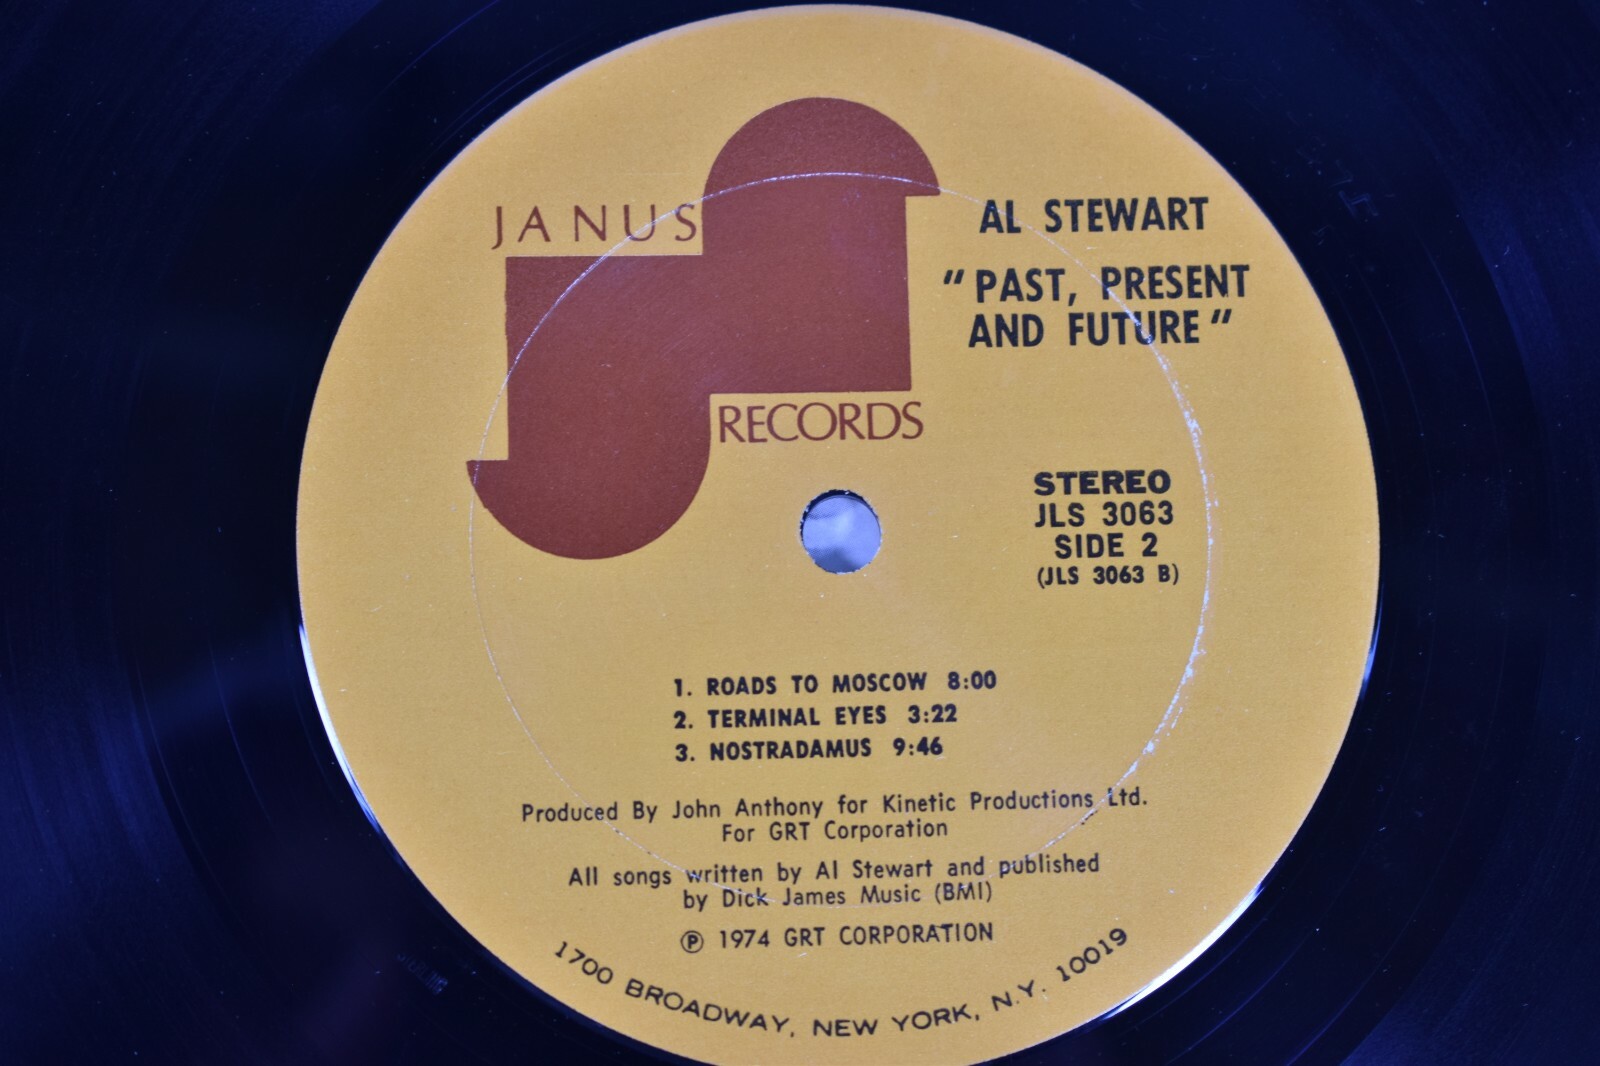 JANUS
RECORDS
AL STEWART
"PAST, PRESENT
AND FUTURE"
STEREO
JLS 3063
SIDE 2
(JLS 3063 B)
1. ROADS TO MOSCOW 8:00
2. TERMINAL EYES 3:22
3. NOSTRADAMUS 9:46
Produced By John Anthony for Kinetic Productions Ltd.
For GRT Corporation
All songs written by Al Stewart and published
by Dick James Music (BMI)
Ⓟ 1974 GRT CORPORATION
1700 BROADWAY, NEW YORK, N.Y. 10019